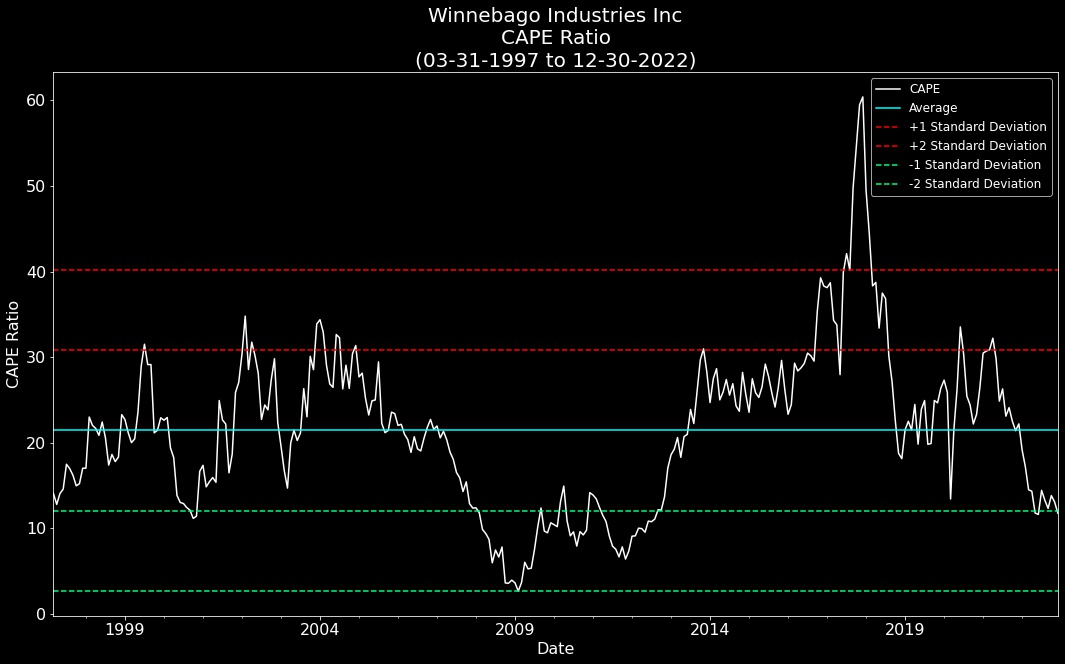 Winnebago Industries Inc
CAPE Ratio
(03-31-1997 to 12-30-2022)
CAPE
Average
+1 Standard Deviation
+2 Standard Deviation
-1 Standard Deviation
-2 Standard Deviation
CAPE Ratio
60
50
40
30
20
10
0
1999 2004 2009 2014 2019
Date